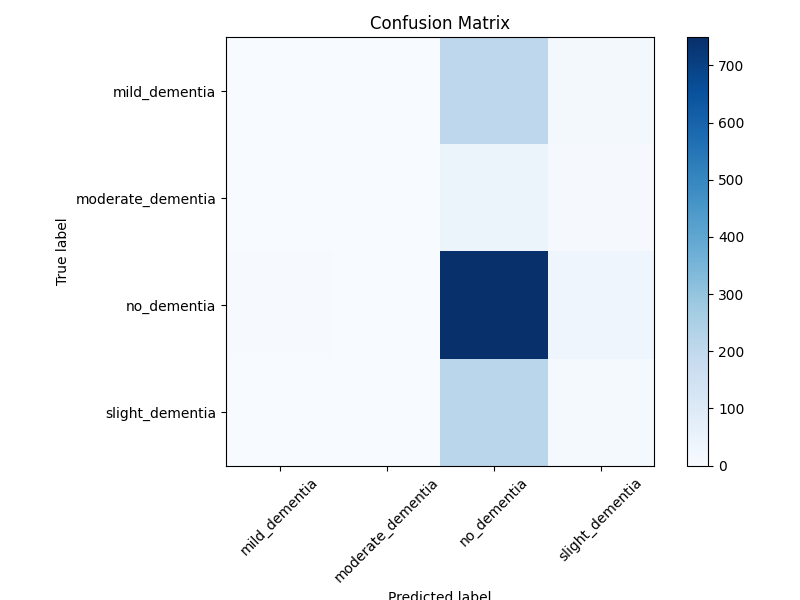 Confusion Matrix
mild_dementia
moderate_dementia
no_dementia
slight_dementia
True label
mild_dementia
moderate_dementia
no_dementia
slight_dementia
Predicted label
700
600
500
400
300
200
100
0